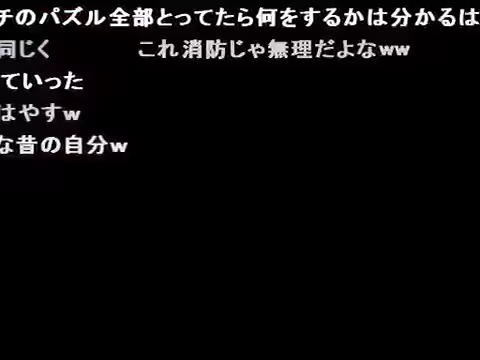 チのパズル全部とってたら何をするかは分かるは
同じく これ消防じゃ無理だよなww
ていった
はやすw
な昔の自分w